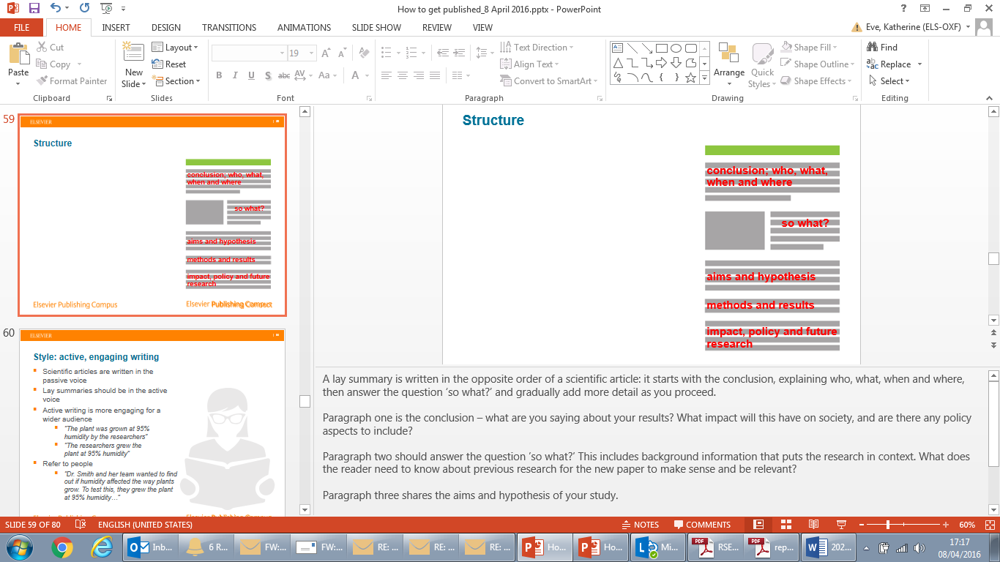 How to get published_8 April 2016.pptx - PowerPoint
FILE HOME INSERT DESIGN TRANSITIONS ANIMATIONS SLIDE SHOW REVIEW VIEW Eve, Katherine (ELS-OXF)
Paste
Cut
Copy
Format Painter
Clipboard
New
Slide
Layout
Reset
Section
Slides
19
B I U S abc AV Aa A
Font
Text Direction
Align Text
Convert to SmartArt
Paragraph
Arrange
Quick
Styles
Shape Fill
Shape Outline
Shape Effects
Drawing
Find
Replace
Select
Editing
59
ELSEVIER
Structure
conclusion; who, what,
when and where
so what?
aims and hypothesis
methods and results
impact, policy and future
research
Elsevier Publishing Campus
60
ELSEVIER
Style: active, engaging writing
Scientific articles are written in the
passive voice
Lay summaries should be in the active
voice
Active writing is more engaging for a
wider audience
"The plant was grown at 95%
humidity by the researchers"
"The researchers grew the
plant at 95% humidity"
Refer to people
"Dr. Smith and her team wanted to find
out if humidity affected the way plants
grow. To test this, they grew the plant
at 95% humidity…"
Structure
conclusion; who, what,
when and where
so what?
aims and hypothesis
methods and results
impact, policy and future
research
A lay summary is written in the opposite order of a scientific article: it starts with the conclusion, explaining who, what, when and where,
then answer the question 'so what?' and gradually add more detail as you proceed.
Paragraph one is the conclusion – what are you saying about your results? What impact will this have on society, and are there any policy
aspects to include?
Paragraph two should answer the question 'so what?' This includes background information that puts the research in context. What does
the reader need to know about previous research for the new paper to make sense and be relevant?
Paragraph three shares the aims and hypothesis of your study.
SLIDE 59 OF 80 ENGLISH (UNITED STATES) NOTES COMMENTS 60%
Inb... 6 R... FW:... FW:... RE: ... RE: ... RE: ... Ho... Ho... Mi... RSE... rep... 202...
17:17
08/04/2016